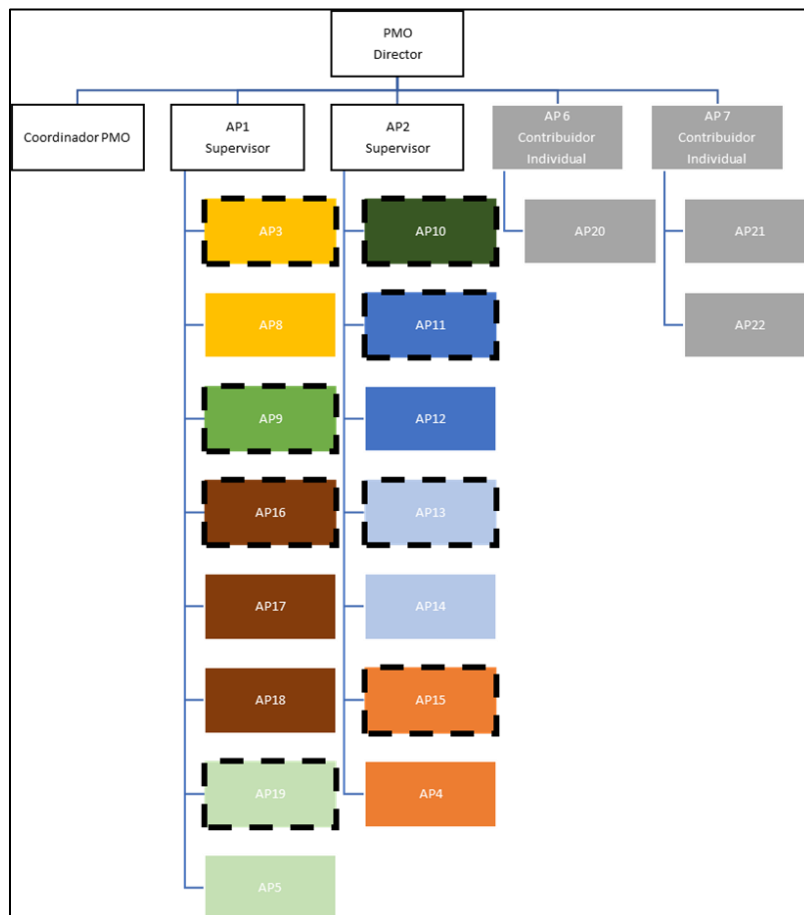 PMO
Director
Coordinador PMO
AP1
Supervisor
AP2
Supervisor
AP 6
Contribuidor
Individual
AP 7
Contribuidor
Individual
AP3
AP10
AP20
AP21
AP8
AP11
AP22
AP9
AP12
AP16
AP13
AP17
AP14
AP18
AP15
AP19
AP4
AP5